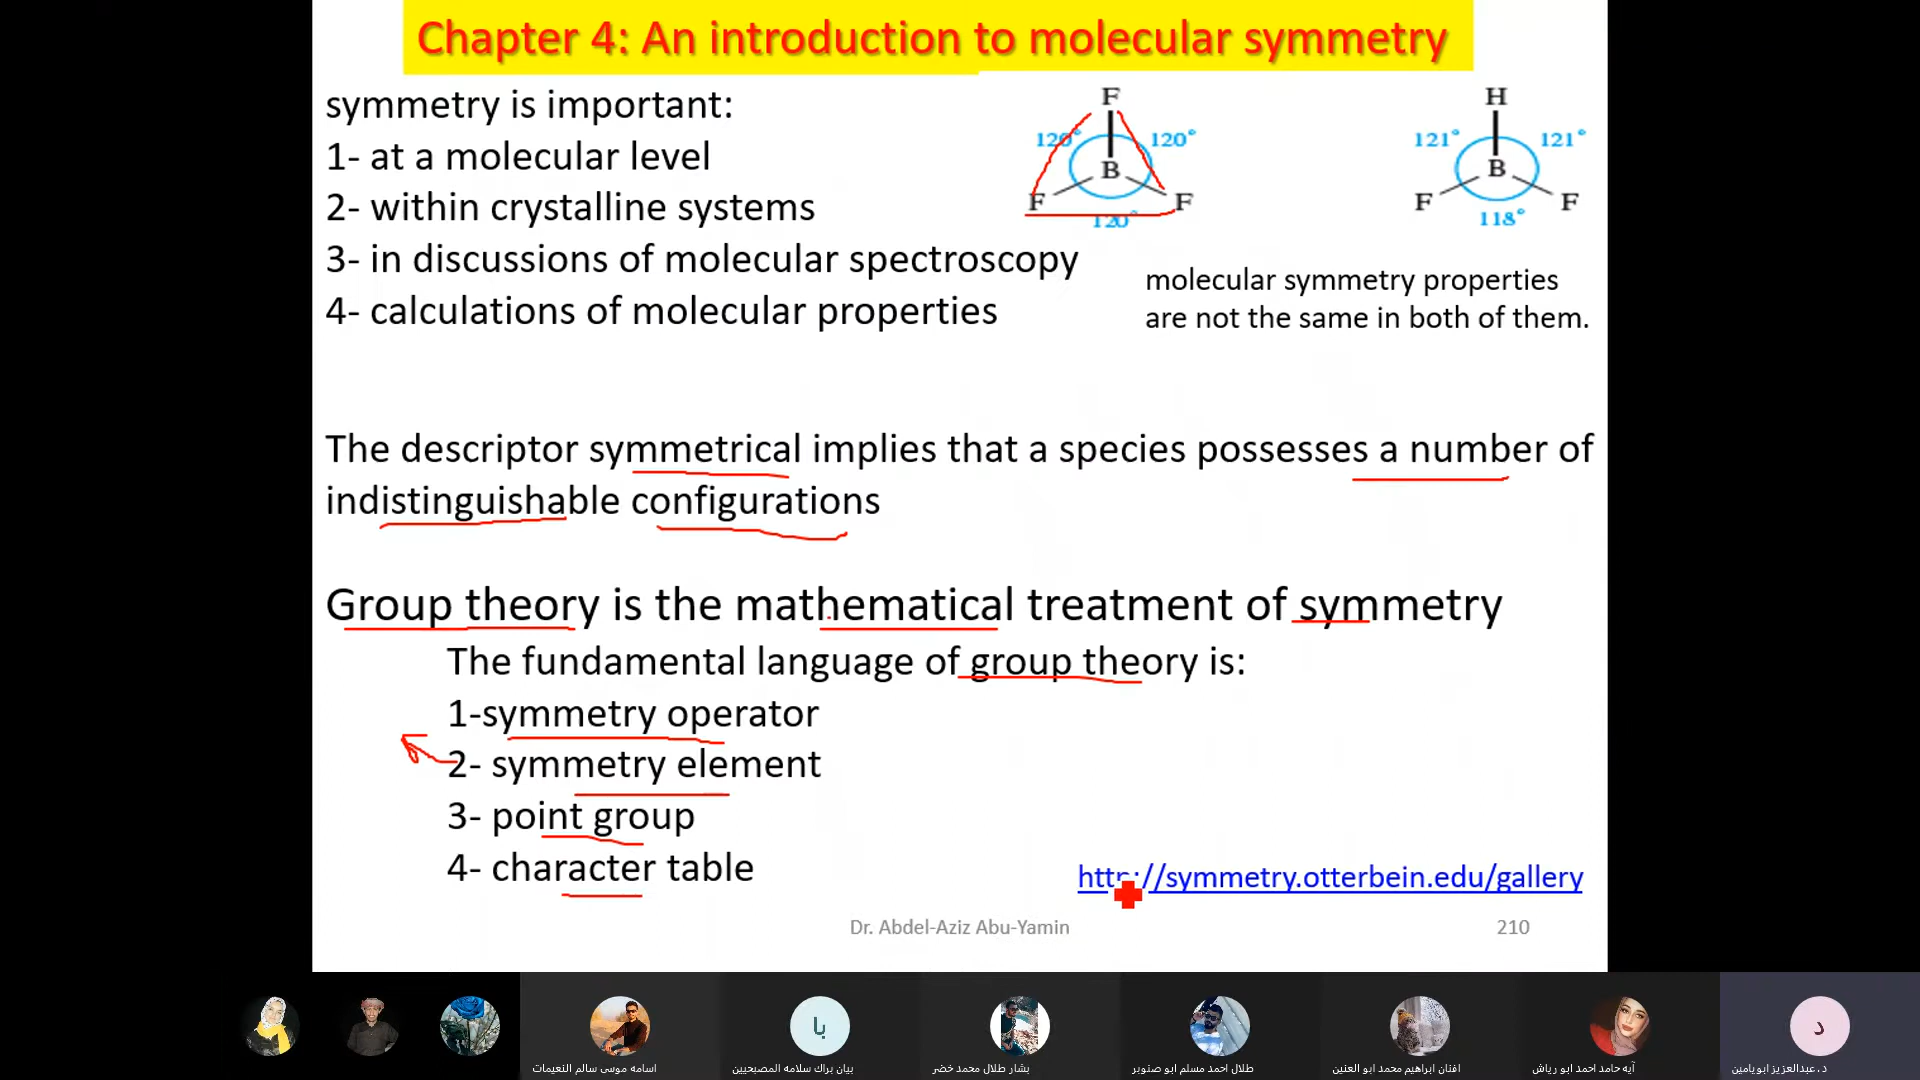 Chapter 4: An introduction to molecular symmetry
symmetry is important:
1- at a molecular level
2- within crystalline systems
3- in discussions of molecular spectroscopy
4- calculations of molecular properties
F
120° 120°
B
F F
120°
H
121° 121°
B
F F
118°
molecular symmetry properties
are not the same in both of them.
The descriptor symmetrical implies that a species possesses a number of
indistinguishable configurations
Group theory is the mathematical treatment of symmetry
The fundamental language of group theory is:
1-symmetry operator
2- symmetry element
3- point group
4- character table
http://symmetry.otterbein.edu/gallery
Dr. Abdel-Aziz Abu-Yamin
210
با
د
اسامه موسى سالم النعيمات
بيان براك سلامه المصبحيين
بشار طلال محمد خضر
طلال احمد مسلم ابو صنوبر
افنان ابراهيم محمد ابو العنين
آيه حامد احمد ابو رياش
د. عبدالعزيز ابويامين